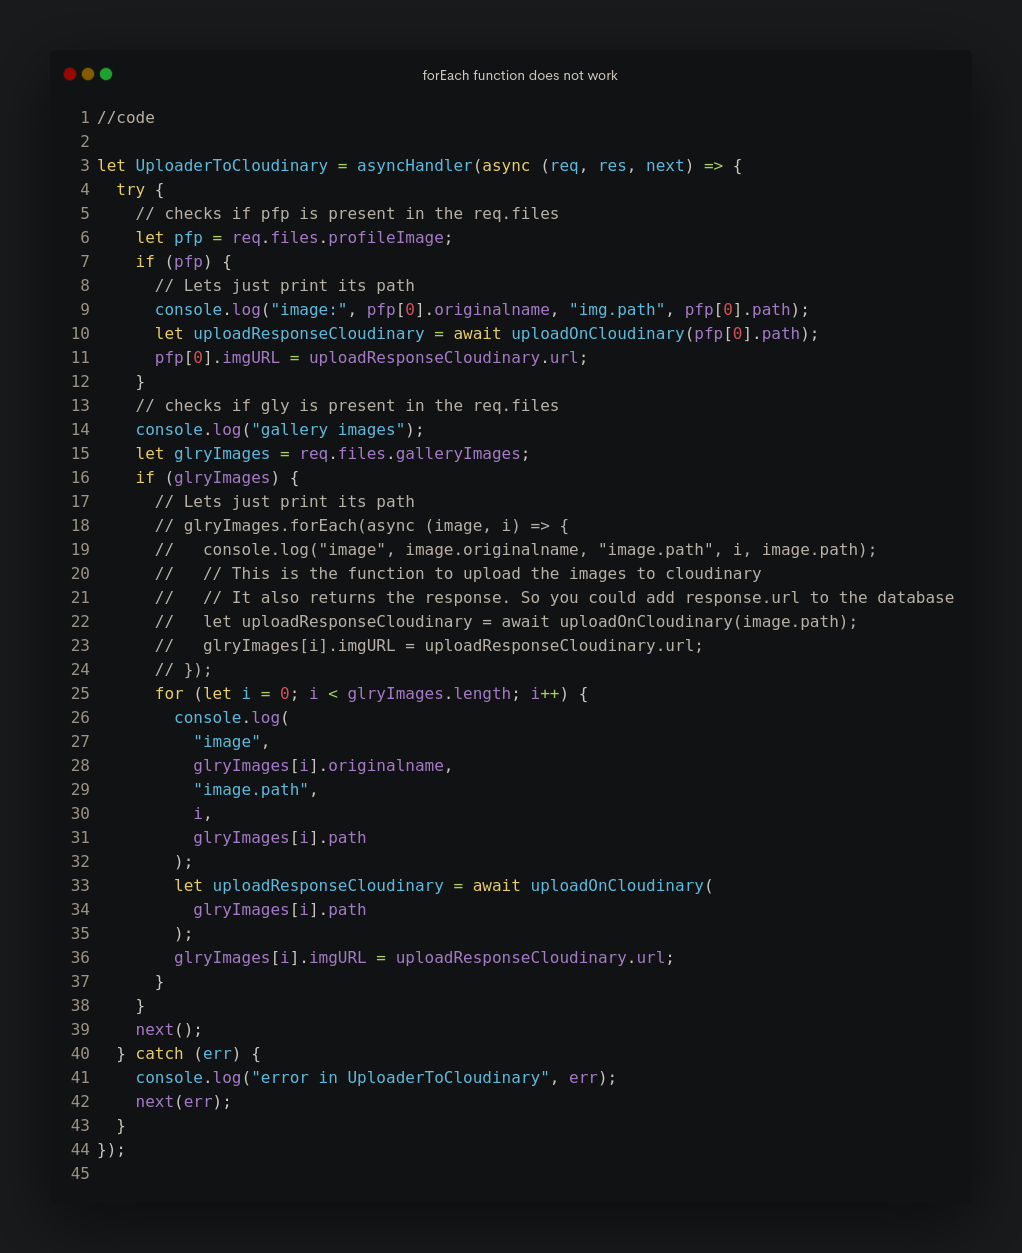 forEach function does not work
1 //code
2
3 let UploaderToCloudinary = asyncHandler(async (req, res, next) => {
4   try {
5     // checks if pfp is present in the req.files
6     let pfp = req.files.profileImage;
7     if (pfp) {
8       // Lets just print its path
9       console.log("image:", pfp[0].originalname, "img.path", pfp[0].path);
10       let uploadResponseCloudinary = await uploadOnCloudinary(pfp[0].path);
11       pfp[0].imgURL = uploadResponseCloudinary.url;
12     }
13     // checks if gly is present in the req.files
14     console.log("gallery images");
15     let glryImages = req.files.galleryImages;
16     if (glryImages) {
17       // Lets just print its path
18       // glryImages.forEach(async (image, i) => {
19       //   console.log("image", image.originalname, "image.path", i, image.path);
20       //   // This is the function to upload the images to cloudinary
21       //   // It also returns the response. So you could add response.url to the database
22       //   let uploadResponseCloudinary = await uploadOnCloudinary(image.path);
23       //   glryImages[i].imgURL = uploadResponseCloudinary.url;
24       // });
25       for (let i = 0; i < glryImages.length; i++) {
26         console.log(
27           "image",
28           glryImages[i].originalname,
29           "image.path",
30           i,
31           glryImages[i].path
32         );
33         let uploadResponseCloudinary = await uploadOnCloudinary(
34           glryImages[i].path
35         );
36         glryImages[i].imgURL = uploadResponseCloudinary.url;
37       }
38     }
39     next();
40   } catch (err) {
41     console.log("error in UploaderToCloudinary", err);
42     next(err);
43   }
44 });
45